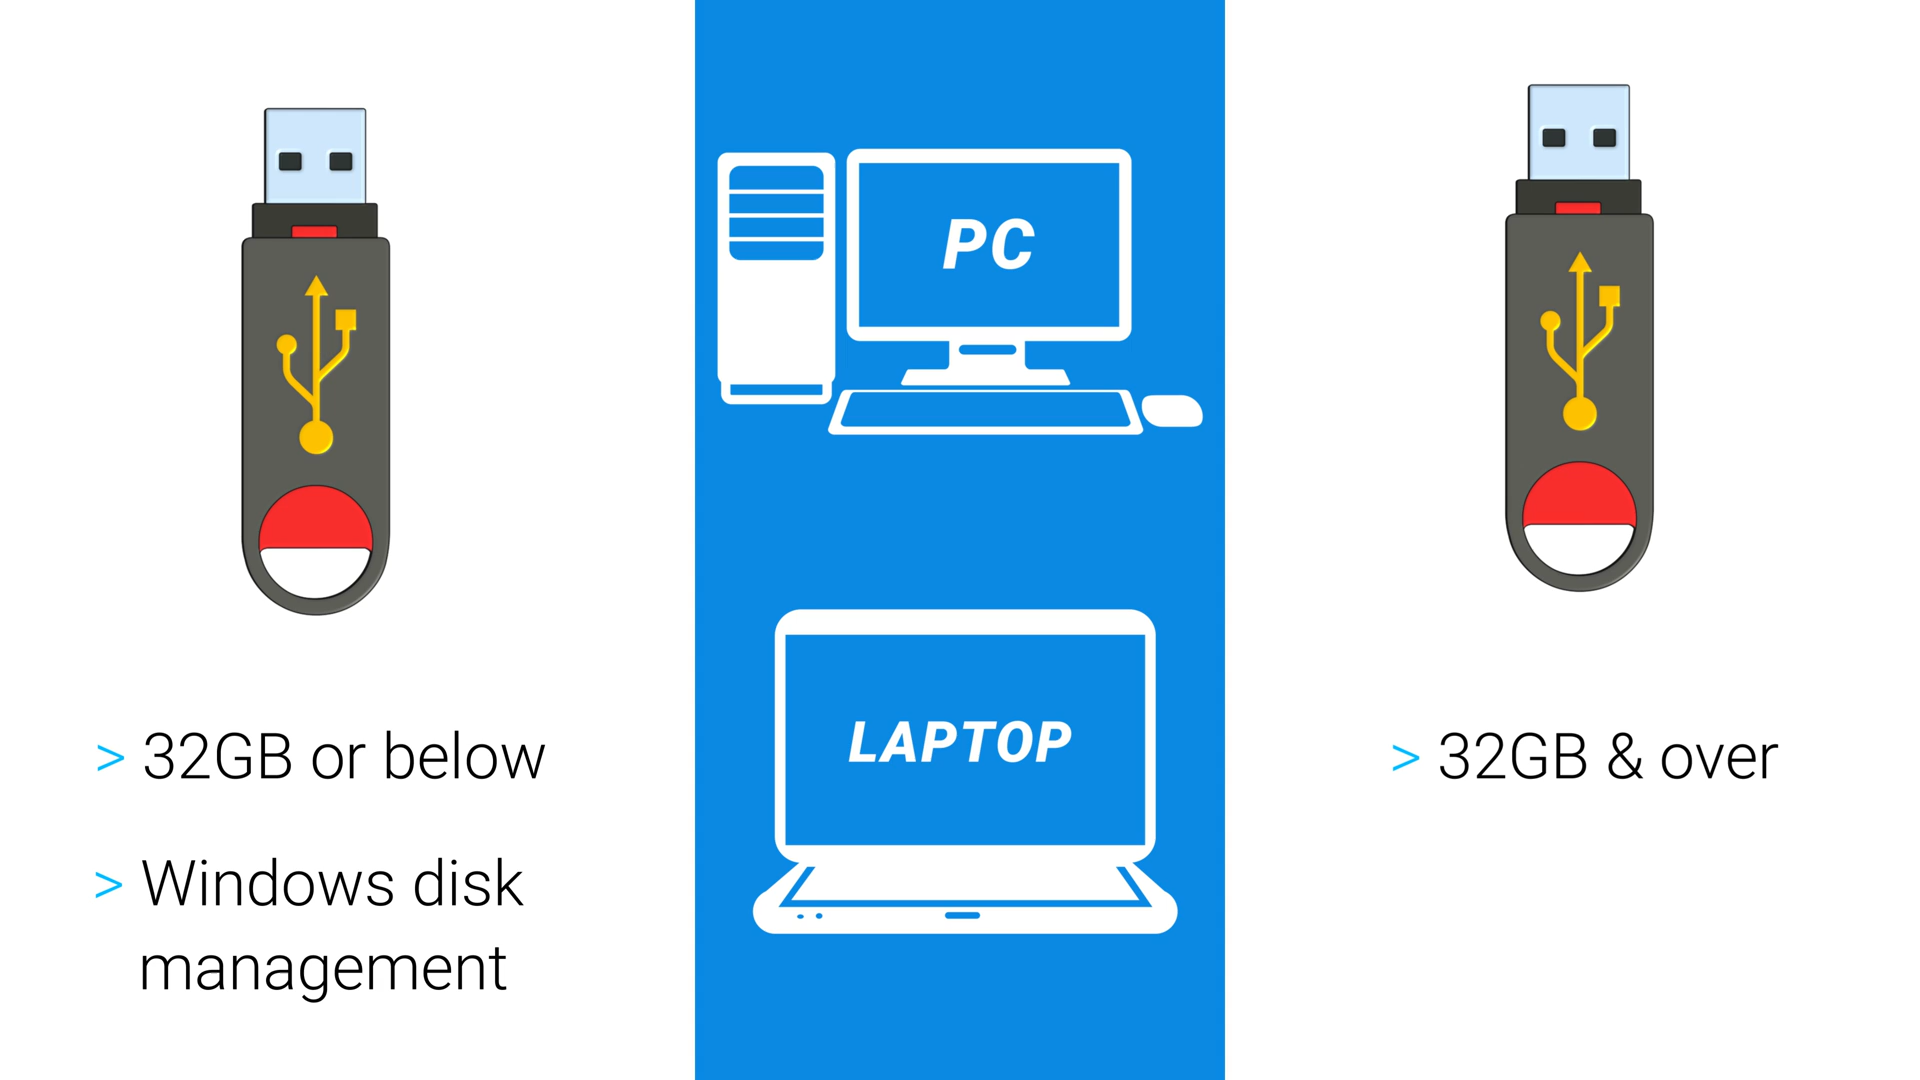 PC
LAPTOP
> 32GB or below
> Windows disk
management
> 32GB & over